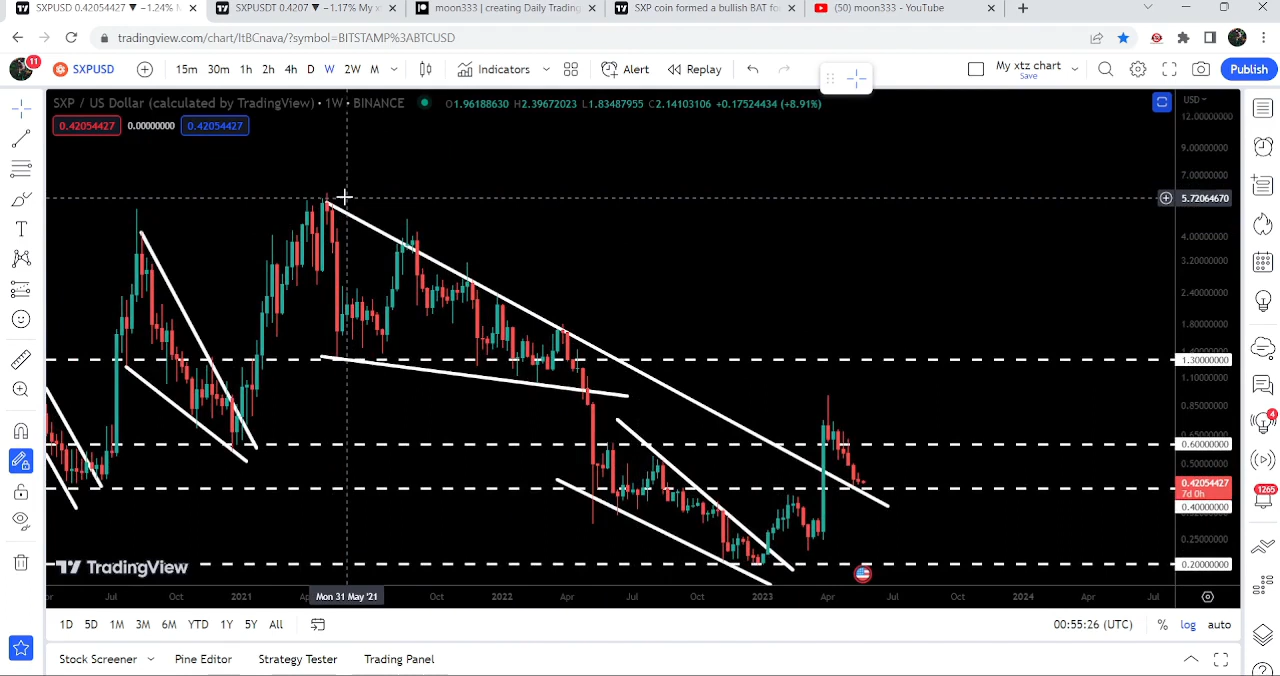 SXPUSD 0.42054407 ▼ −1.24% M
SXPUSDT 0.4207 ▼ −1.17% My x
moon333 | creating Daily Trading
SXP coin formed a bullish BAT fo
(50) moon333 - YouTube
tradingview.com/chart/ItBCnava/?symbol=BITSTAMP%3ABTCUSD
11
SXPUSD
15m 30m 1h 2h 4h D W 2W M
Indicators
Alert
Replay
My xtz chart
Save
Publish
SXP / US Dollar (calculated by TradingView) • 1W • BINANCE
O1.96188630 H2.39672023 L1.83487955 C2.14103106 +0.17524434 (+8.91%)
USD
0.42054427 0.00000000 0.42054427
12.00000000
9.00000000
7.00000000
5.72064670
4.00000000
3.20000000
2.40000000
1.80000000
1.30000000
1.10000000
0.85000000
0.60000000
0.50000000
0.42054427
7d 0h
0.40000000
0.25000000
0.20000000
4
1265
TradingView
Jul Oct 2021 Mon 31 May '21 Oct 2022 Apr Jul Oct 2023 Apr Jul Oct 2024 Apr Jul
1D 5D 1M 3M 6M YTD 1Y 5Y All
00:55:26 (UTC)
% log auto
Stock Screener Pine Editor Strategy Tester Trading Panel